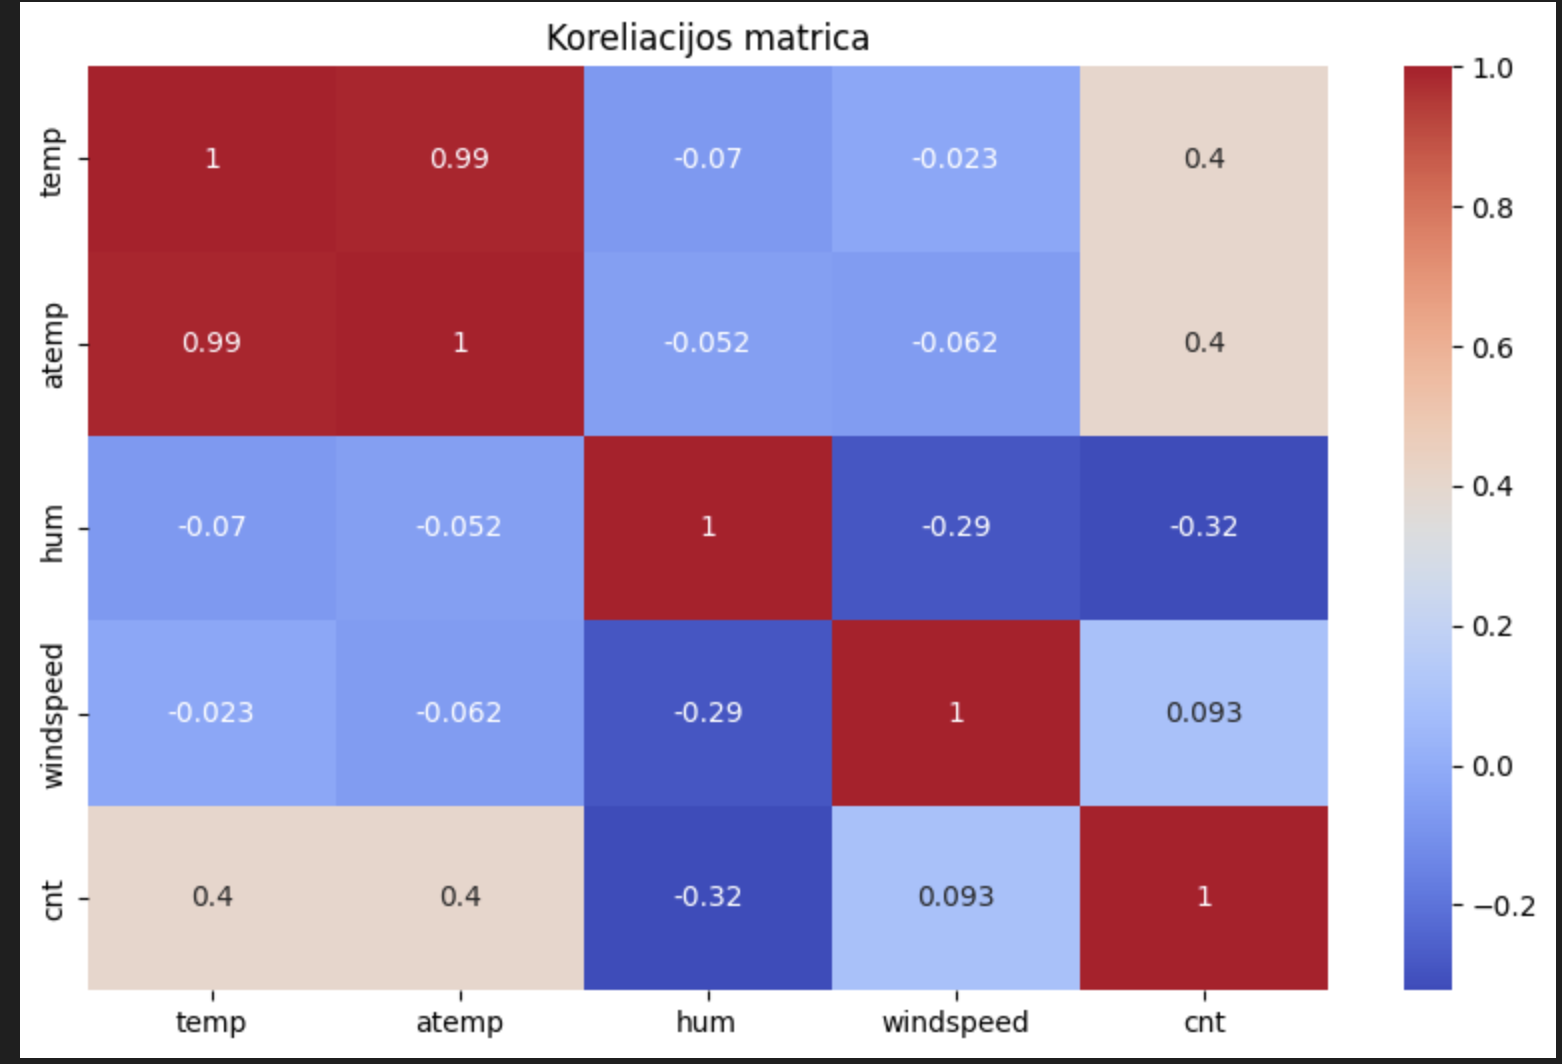 Koreliacijos matrica
temp 1 0.99 -0.07 -0.023 0.4
atemp 0.99 1 -0.052 -0.062 0.4
hum -0.07 -0.052 1 -0.29 -0.32
windspeed -0.023 -0.062 -0.29 1 0.093
cnt 0.4 0.4 -0.32 0.093 1
temp atemp hum windspeed cnt
1.0
0.8
0.6
0.4
0.2
0.0
−0.2